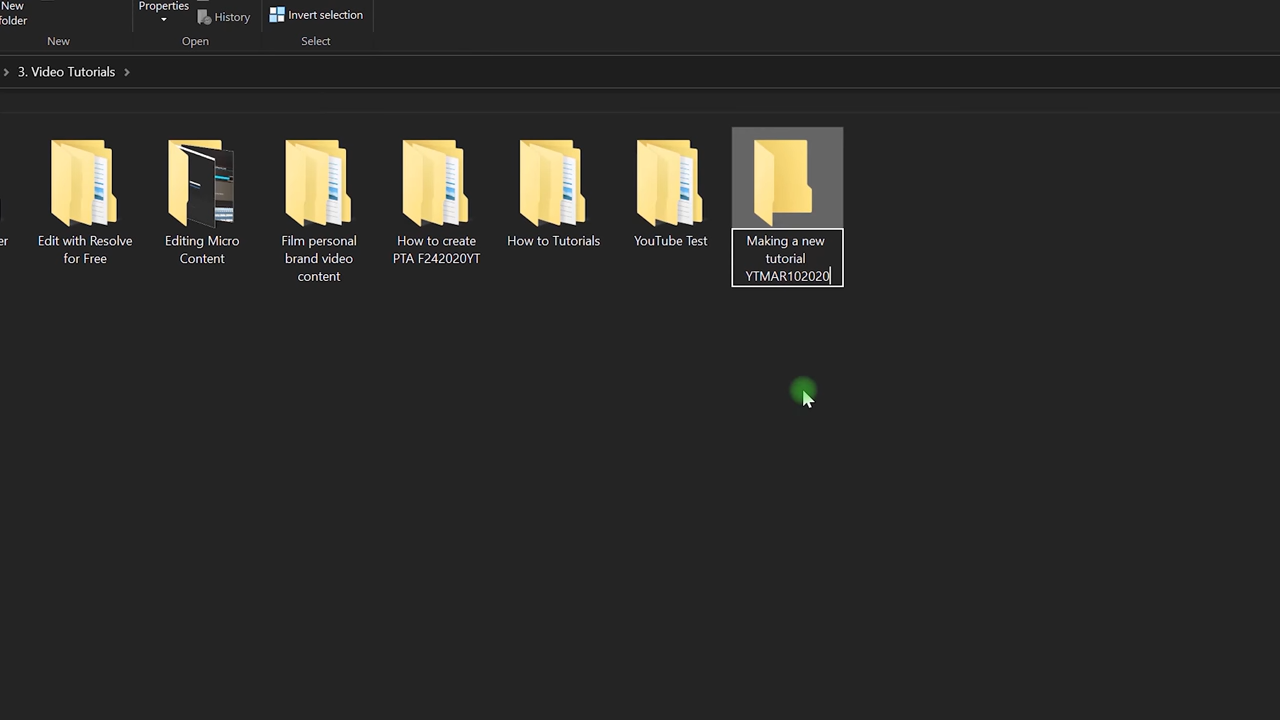 New
Properties
Invert selection
folder
History
New
Open
Select
3. Video Tutorials
er
Edit with Resolve
for Free
Editing Micro
Content
Film personal
brand video
content
How to create
PTA F242020YT
How to Tutorials
YouTube Test
Making a new
tutorial
YTMAR102020